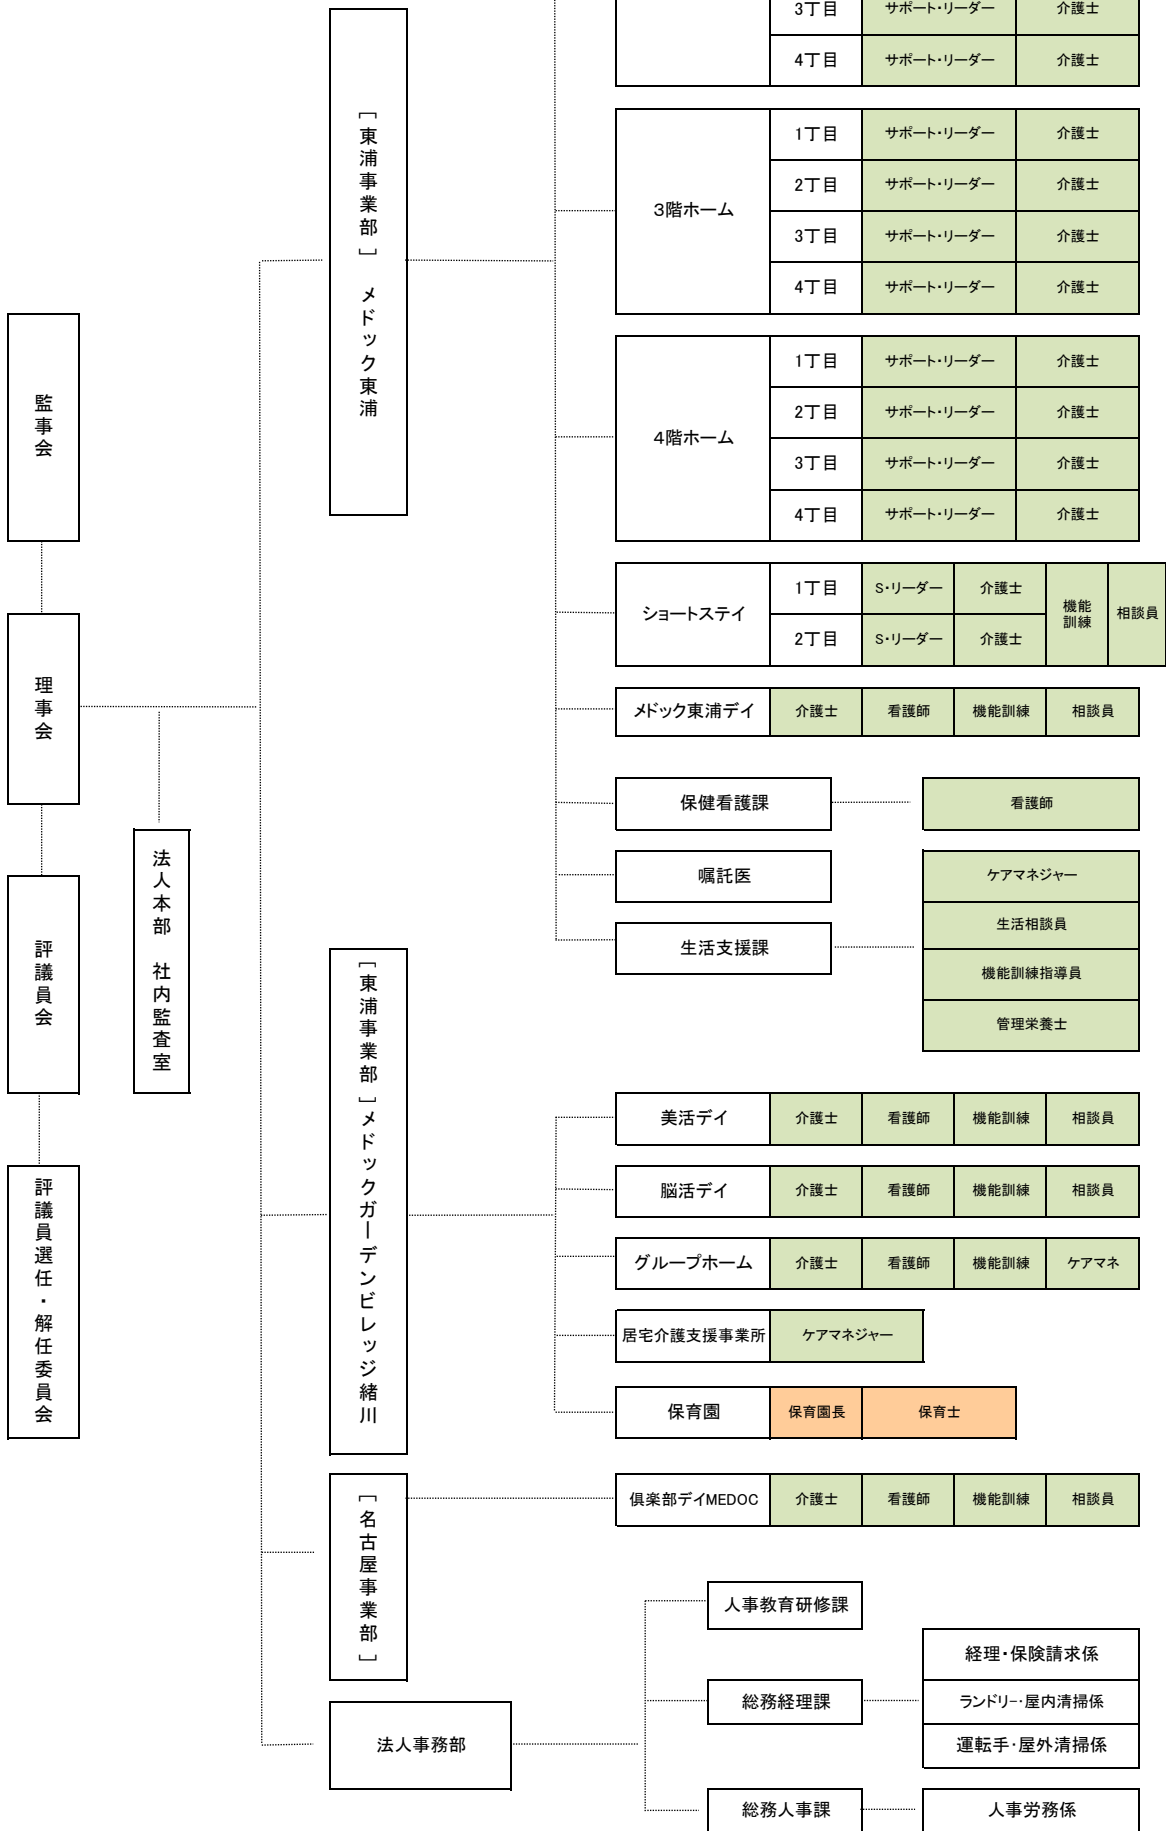 3丁目 サポート・リーダー 介護士
4丁目 サポート・リーダー 介護士
[東浦事業部] メドック東浦
3階ホーム
1丁目 サポート・リーダー 介護士
2丁目 サポート・リーダー 介護士
3丁目 サポート・リーダー 介護士
4丁目 サポート・リーダー 介護士
4階ホーム
1丁目 サポート・リーダー 介護士
2丁目 サポート・リーダー 介護士
3丁目 サポート・リーダー 介護士
4丁目 サポート・リーダー 介護士
監事会
理事会
評議員会
評議員選任・解任委員会
法人本部 社内監査室
ショートステイ
1丁目 S・リーダー 介護士
2丁目 S・リーダー 介護士
機能
訓練
相談員
メドック東浦デイ 介護士 看護師 機能訓練 相談員
保健看護課 看護師
嘱託医
生活支援課
ケアマネジャー
生活相談員
機能訓練指導員
管理栄養士
[東浦事業部]メドックガーデンビレッジ緒川
美活デイ 介護士 看護師 機能訓練 相談員
脳活デイ 介護士 看護師 機能訓練 相談員
グループホーム 介護士 看護師 機能訓練 ケアマネ
居宅介護支援事業所 ケアマネジャー
保育園 保育園長 保育士
[名古屋事業部]
倶楽部デイMEDOC 介護士 看護師 機能訓練 相談員
法人事務部
人事教育研修課
総務経理課
経理・保険請求係
ランドリー・屋内清掃係
運転手・屋外清掃係
総務人事課 人事労務係